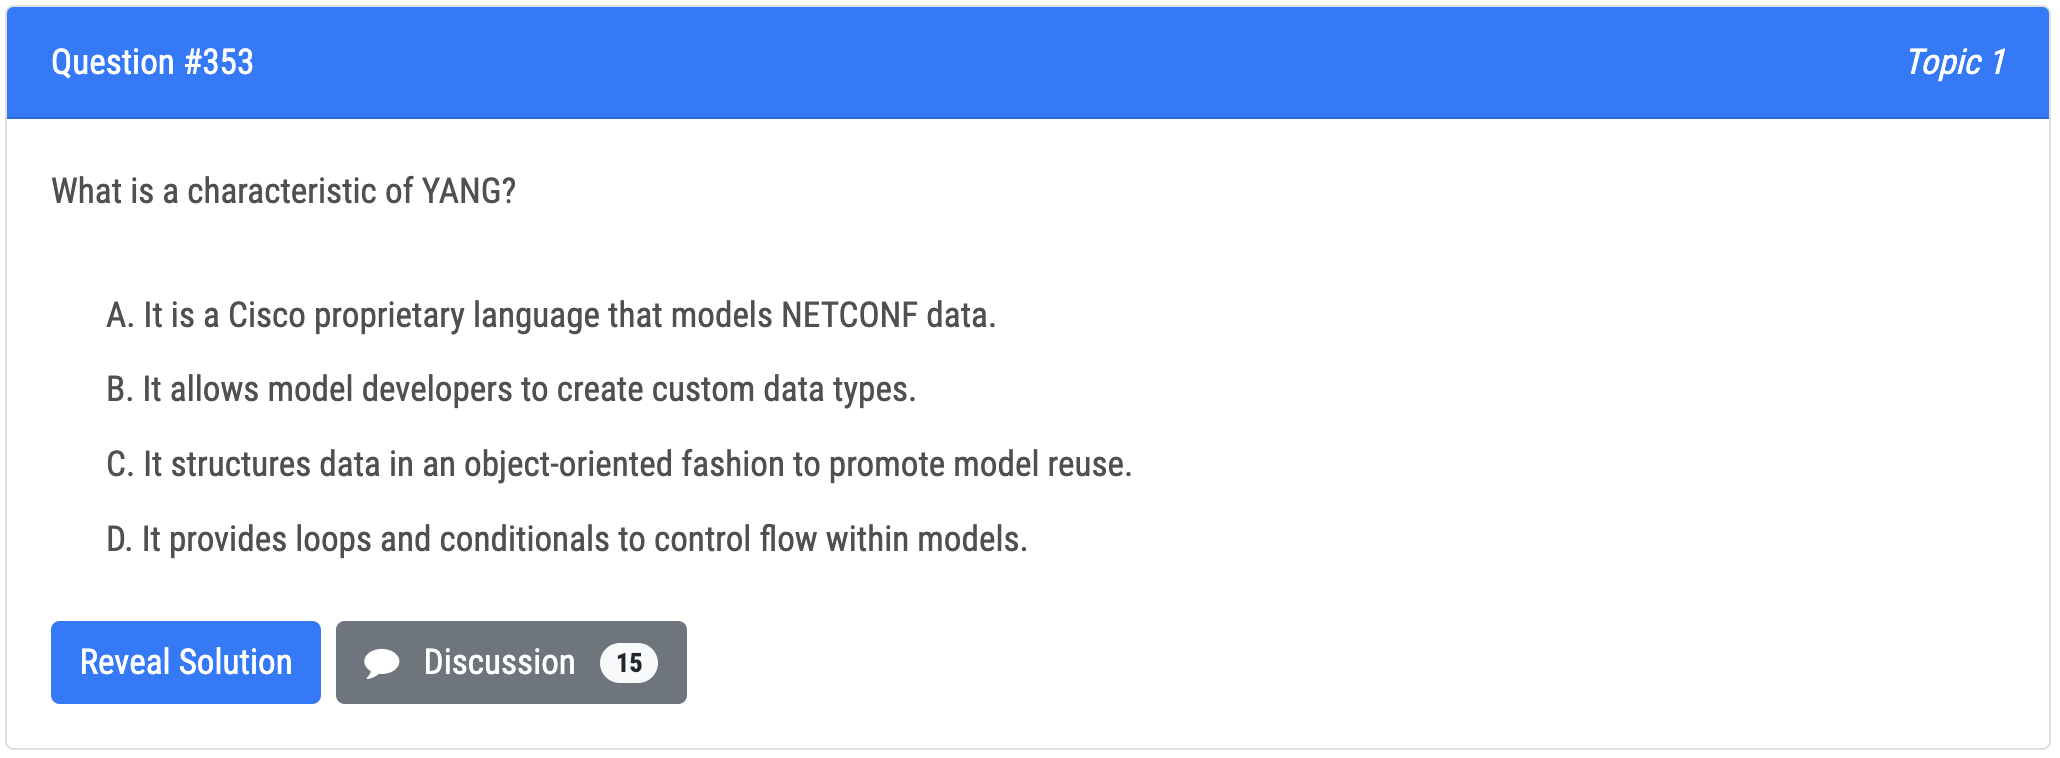 Question #353
Topic 1
What is a characteristic of YANG?
A. It is a Cisco proprietary language that models NETCONF data.
B. It allows model developers to create custom data types.
C. It structures data in an object-oriented fashion to promote model reuse.
D. It provides loops and conditionals to control flow within models.
Reveal Solution
Discussion 15